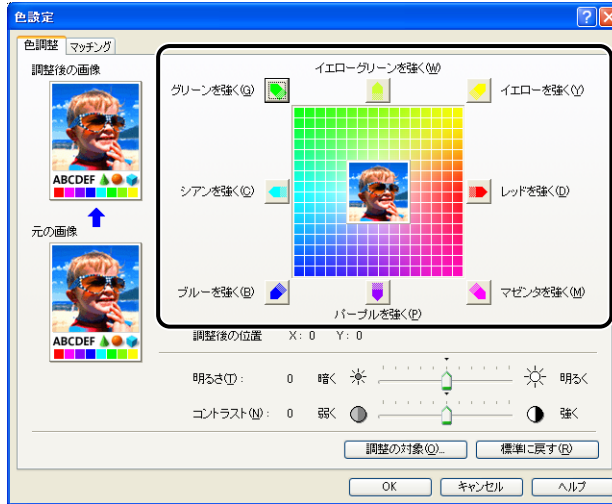 色設定
色調整 マッチング
調整後の画像
イエローグリーンを強く(W)
グリーンを強く(G)
イエローを強く(Y)
ABCDEF
シアンを強く(C)
レッドを強く(D)
元の画像
ブルーを強く(B)
マゼンタを強く(M)
パープルを強く(P)
ABCDEF
調整後の位置 X: 0 Y: 0
明るさ(T): 0 暗く 明るく
コントラスト(N): 0 弱く 強く
調整の対象(O)... 標準に戻す(R)
OK キャンセル ヘルプ